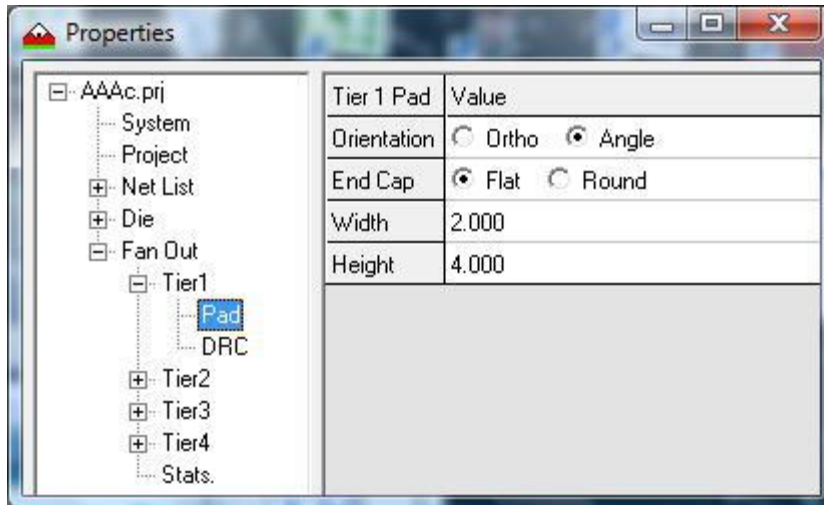 Properties
AAAc.prj
System
Project
Net List
Die
Fan Out
Tier1
Pad
DRC
Tier2
Tier3
Tier4
Stats.
Tier 1 Pad Value
Orientation Ortho Angle
End Cap Flat Round
Width 2.000
Height 4.000